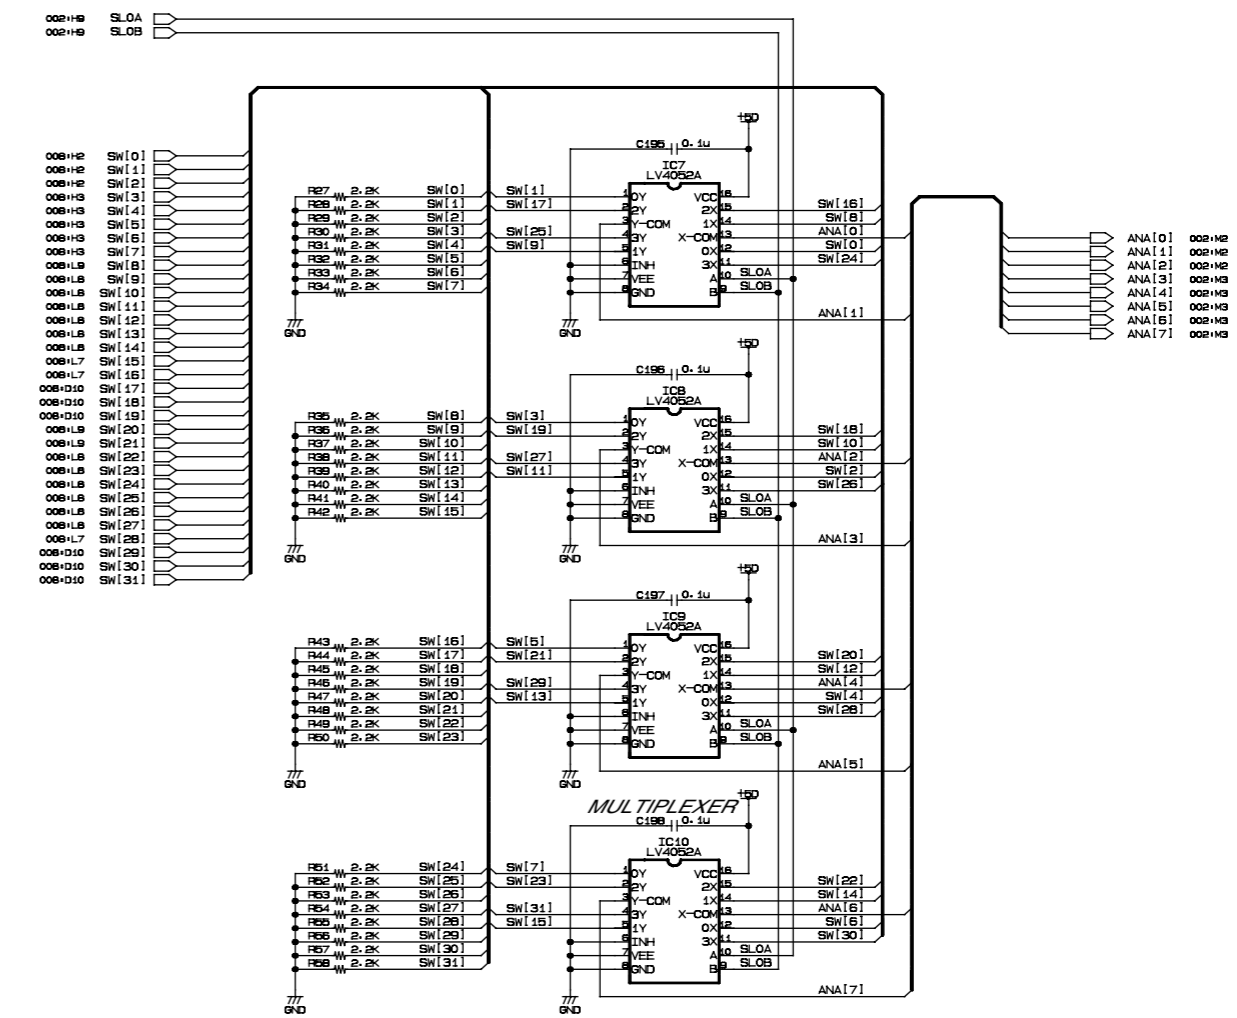 002:H9 SLOA
002:H9 SLOB
008:H2 SW[0]
008:H2 SW[1]
008:H2 SW[2]
008:H3 SW[3]
008:H3 SW[4]
008:H3 SW[5]
008:H3 SW[6]
008:H3 SW[7]
008:L9 SW[8]
008:L8 SW[9]
008:L8 SW[10]
008:L8 SW[11]
008:L8 SW[12]
008:L8 SW[13]
008:L8 SW[14]
008:L7 SW[15]
008:L7 SW[16]
008:D10 SW[17]
008:D10 SW[18]
008:D10 SW[19]
008:L9 SW[20]
008:L9 SW[21]
008:L8 SW[22]
008:L8 SW[23]
008:L8 SW[24]
008:L8 SW[25]
008:L8 SW[26]
008:L8 SW[27]
008:L7 SW[28]
008:D10 SW[29]
008:D10 SW[30]
008:D10 SW[31]
+5D
C195 0.1u
IC7
LV4052A
R27 2.2K SW[0] SW[1] 1 0Y VCC 16
R28 2.2K SW[1] SW[17] 2 2Y 2X 15 SW[16]
R29 2.2K SW[2] 3 Y-COM 1X 14 SW[8]
R30 2.2K SW[3] SW[25] 4 3Y X-COM 13 ANA[0]
R31 2.2K SW[4] SW[9] 5 1Y 0X 12 SW[0]
R32 2.2K SW[5] 6 INH 3X 11 SW[24]
R33 2.2K SW[6] 7 VEE A 10 SLOA
R34 2.2K SW[7] 8 GND B 9 SLOB
ANA[1]
GND GND
+5D
C196 0.1u
IC8
LV4052A
R35 2.2K SW[8] SW[3] 1 0Y VCC 16
R36 2.2K SW[9] SW[19] 2 2Y 2X 15 SW[18]
R37 2.2K SW[10] 3 Y-COM 1X 14 SW[10]
R38 2.2K SW[11] SW[27] 4 3Y X-COM 13 ANA[2]
R39 2.2K SW[12] SW[11] 5 1Y 0X 12 SW[2]
R40 2.2K SW[13] 6 INH 3X 11 SW[26]
R41 2.2K SW[14] 7 VEE A 10 SLOA
R42 2.2K SW[15] 8 GND B 9 SLOB
ANA[3]
GND GND
+5D
C197 0.1u
IC9
LV4052A
R43 2.2K SW[16] SW[5] 1 0Y VCC 16
R44 2.2K SW[17] SW[21] 2 2Y 2X 15 SW[20]
R45 2.2K SW[18] 3 Y-COM 1X 14 SW[12]
R46 2.2K SW[19] SW[29] 4 3Y X-COM 13 ANA[4]
R47 2.2K SW[20] SW[13] 5 1Y 0X 12 SW[4]
R48 2.2K SW[21] 6 INH 3X 11 SW[28]
R49 2.2K SW[22] 7 VEE A 10 SLOA
R50 2.2K SW[23] 8 GND B 9 SLOB
ANA[5]
GND GND
+5D
MULTIPLEXER
C198 0.1u
IC10
LV4052A
R51 2.2K SW[24] SW[7] 1 0Y VCC 16
R52 2.2K SW[25] SW[23] 2 2Y 2X 15 SW[22]
R53 2.2K SW[26] 3 Y-COM 1X 14 SW[14]
R54 2.2K SW[27] SW[31] 4 3Y X-COM 13 ANA[6]
R55 2.2K SW[28] SW[15] 5 1Y 0X 12 SW[6]
R56 2.2K SW[29] 6 INH 3X 11 SW[30]
R57 2.2K SW[30] 7 VEE A 10 SLOA
R58 2.2K SW[31] 8 GND B 9 SLOB
ANA[7]
GND GND
ANA[0] 002:M2
ANA[1] 002:M2
ANA[2] 002:M2
ANA[3] 002:M3
ANA[4] 002:M3
ANA[5] 002:M3
ANA[6] 002:M3
ANA[7] 002:M3